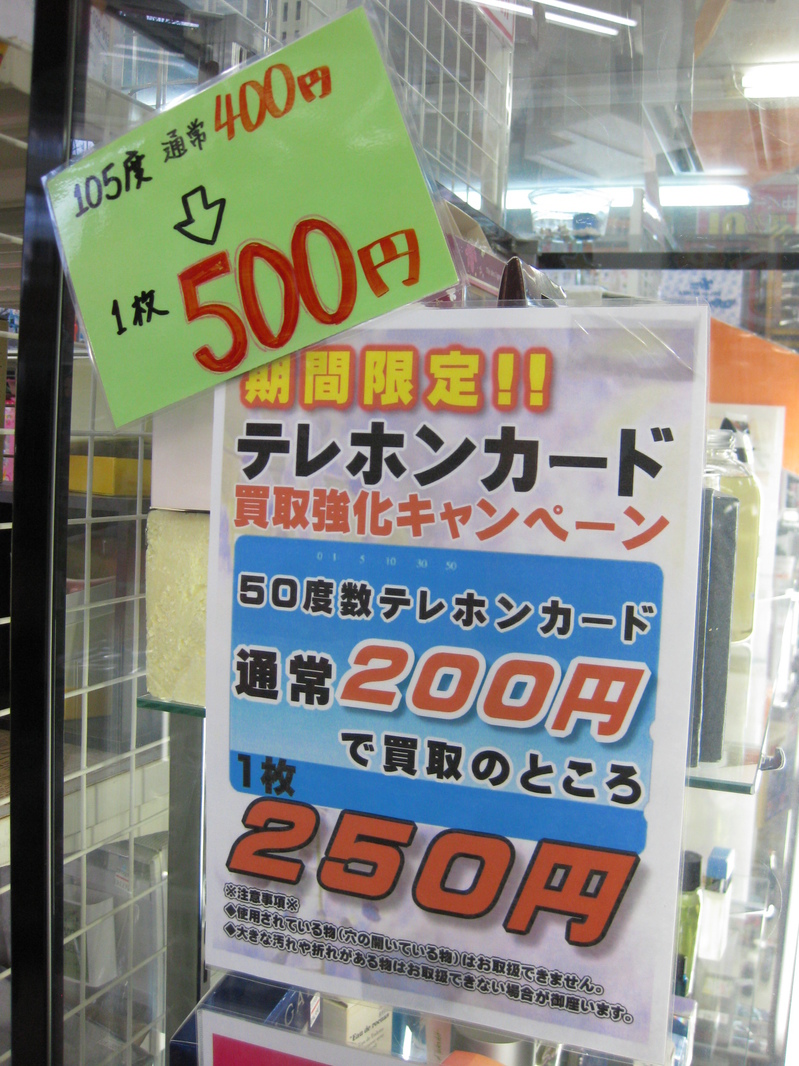 105度 通常 400円
1枚 500円
期間限定!!
テレホンカード
買取強化キャンペーン
0 1 5 10 30 50
50度数テレホンカード
通常200円
で買取のところ
1枚
250円
※注意事項※
◆使用されている物(穴の開いている物)はお取扱できません。
◆大きな汚れや折れがある物はお取扱できない場合が御座います。